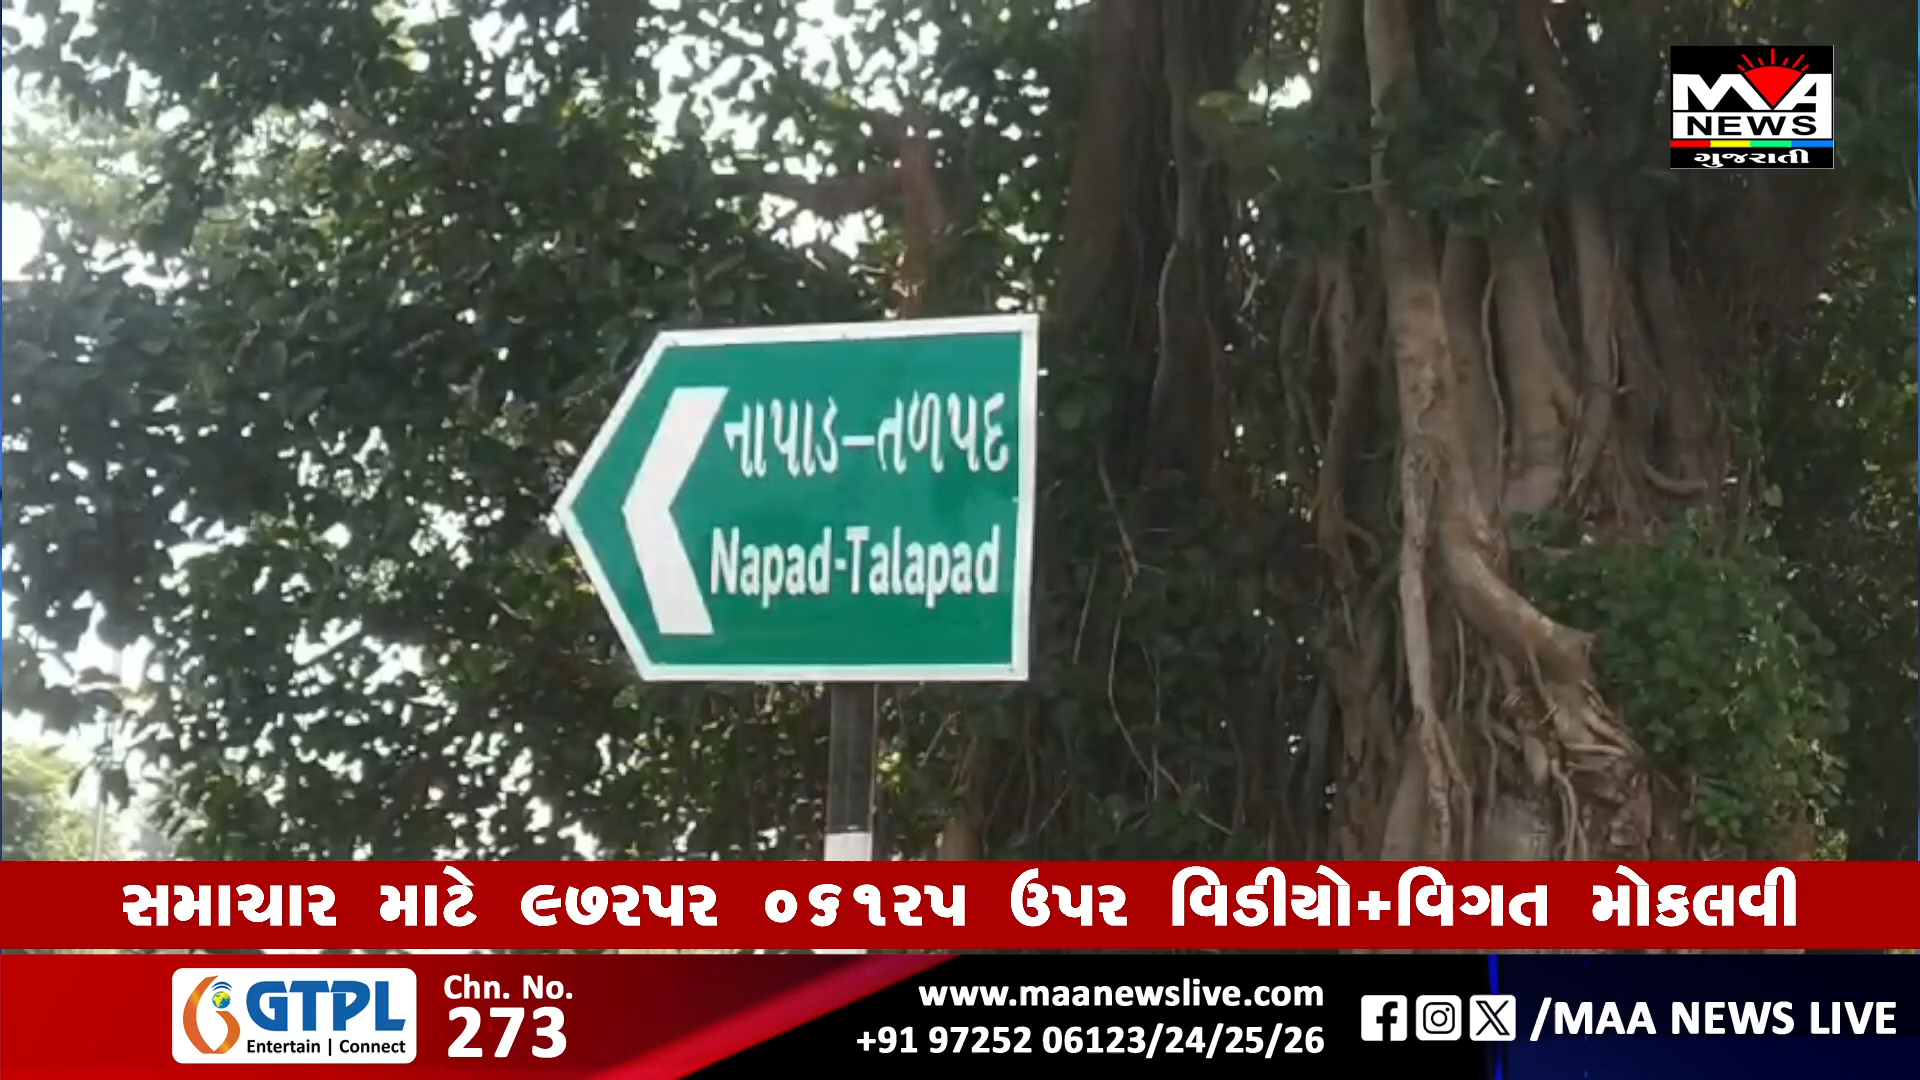 MAA
NEWS
ગુજરાતી
નાપાડ–તળપદ
Napad-Talapad
સમાચાર માટે ૯૭૨૫૨ ૦૬૧૨૫ ઉપર વિડીયો+વિગત મોકલવી
GTPL
Entertain | Connect
Chn. No.
273
www.maanewslive.com
+91 97252 06123/24/25/26
/MAA NEWS LIVE